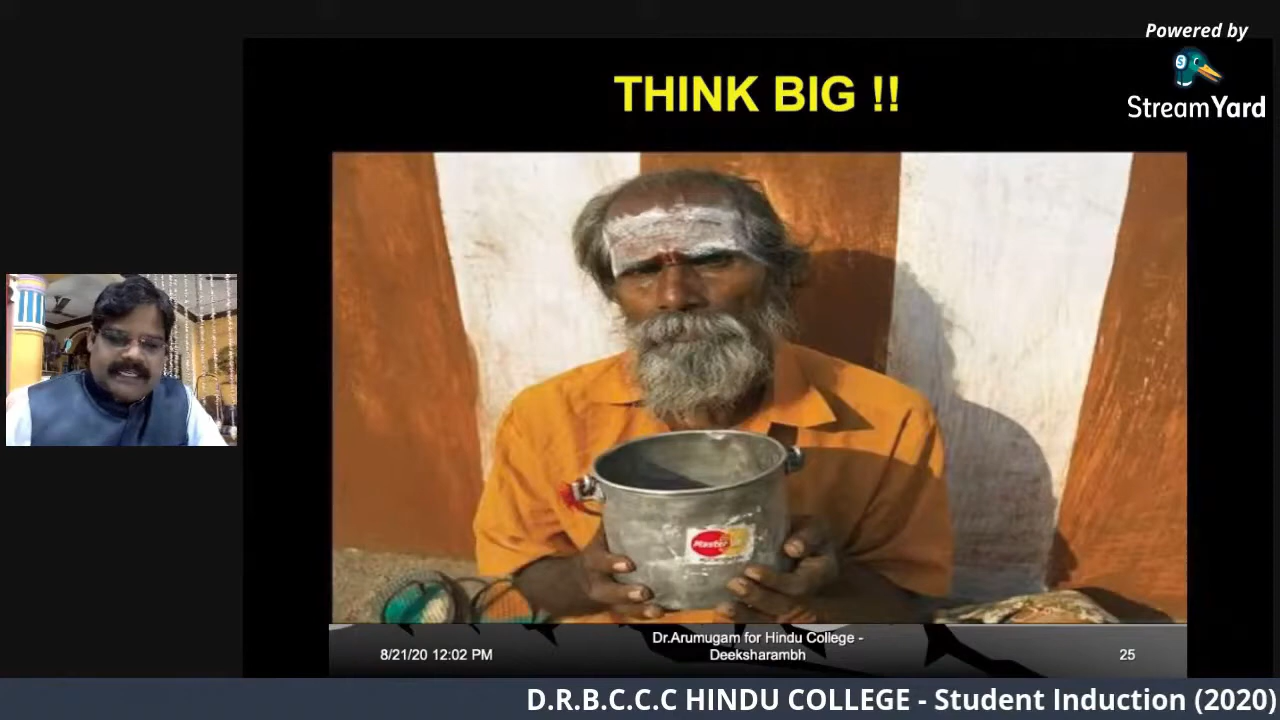 Powered by
StreamYard
THINK BIG !!
Master
8/21/20 12:02 PM
Dr.Arumugam for Hindu College -
Deeksharambh
25
D.R.B.C.C.C HINDU COLLEGE - Student Induction (2020)